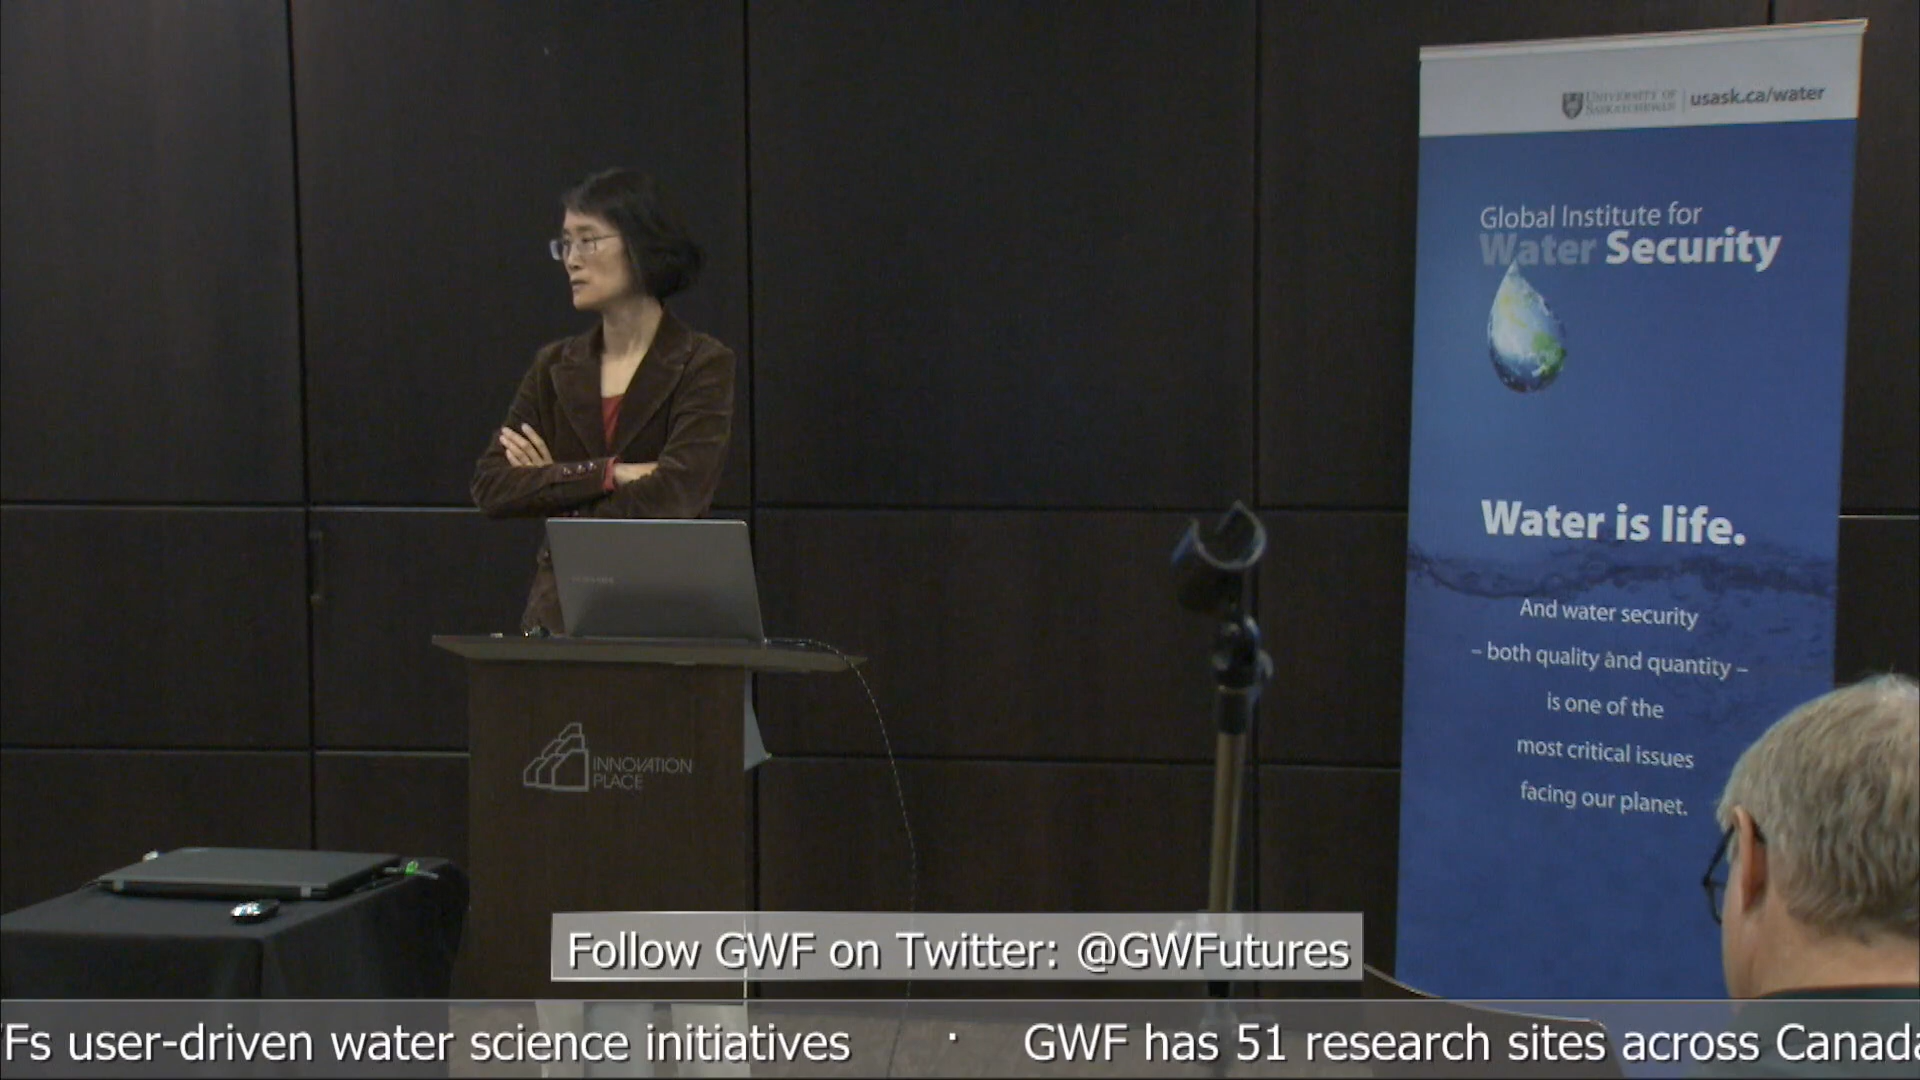 UNIVERSITY OF
SASKATCHEWAN
usask.ca/water
Global Institute for
Water Security
Water is life.
And water security
– both quality and quantity –
is one of the
most critical issues
facing our planet.
INNOVATION
PLACE
Follow GWF on Twitter: @GWFutures
Fs user-driven water science initiatives · GWF has 51 research sites across Canada